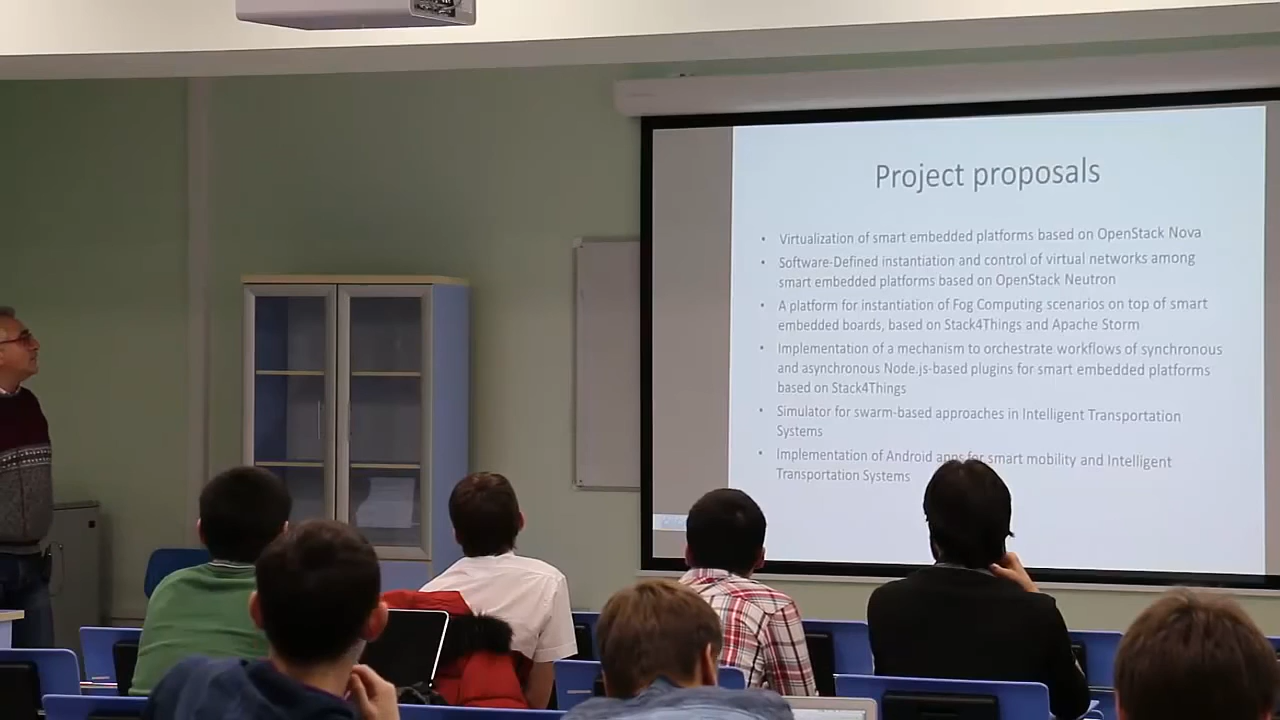 Project proposals
• Virtualization of smart embedded platforms based on OpenStack Nova
• Software-Defined instantiation and control of virtual networks among
smart embedded platforms based on OpenStack Neutron
• A platform for instantiation of Fog Computing scenarios on top of smart
embedded boards, based on Stack4Things and Apache Storm
• Implementation of a mechanism to orchestrate workflows of synchronous
and asynchronous Node.js-based plugins for smart embedded platforms
based on Stack4Things
• Simulator for swarm-based approaches in Intelligent Transportation
Systems
• Implementation of Android apps for smart mobility and Intelligent
Transportation Systems